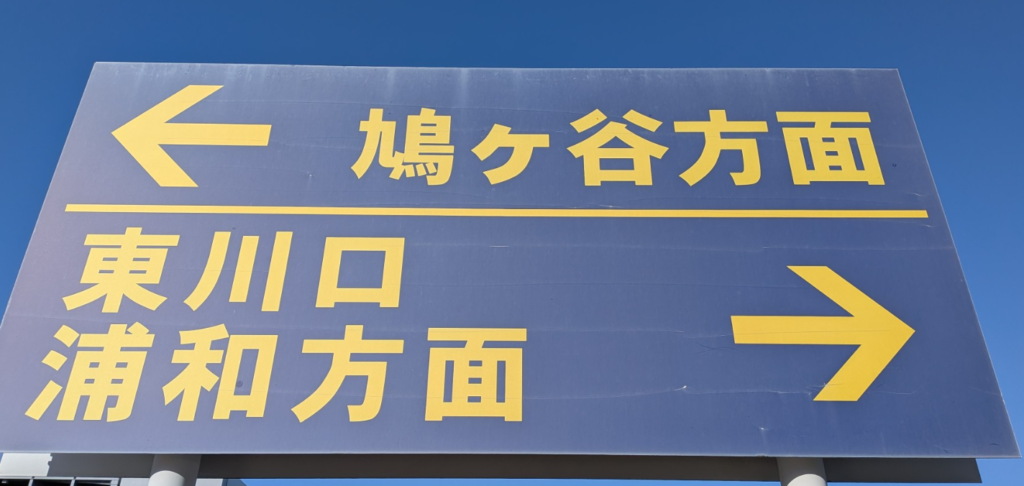 ← 鳩ヶ谷方面
東川口
浦和方面 →